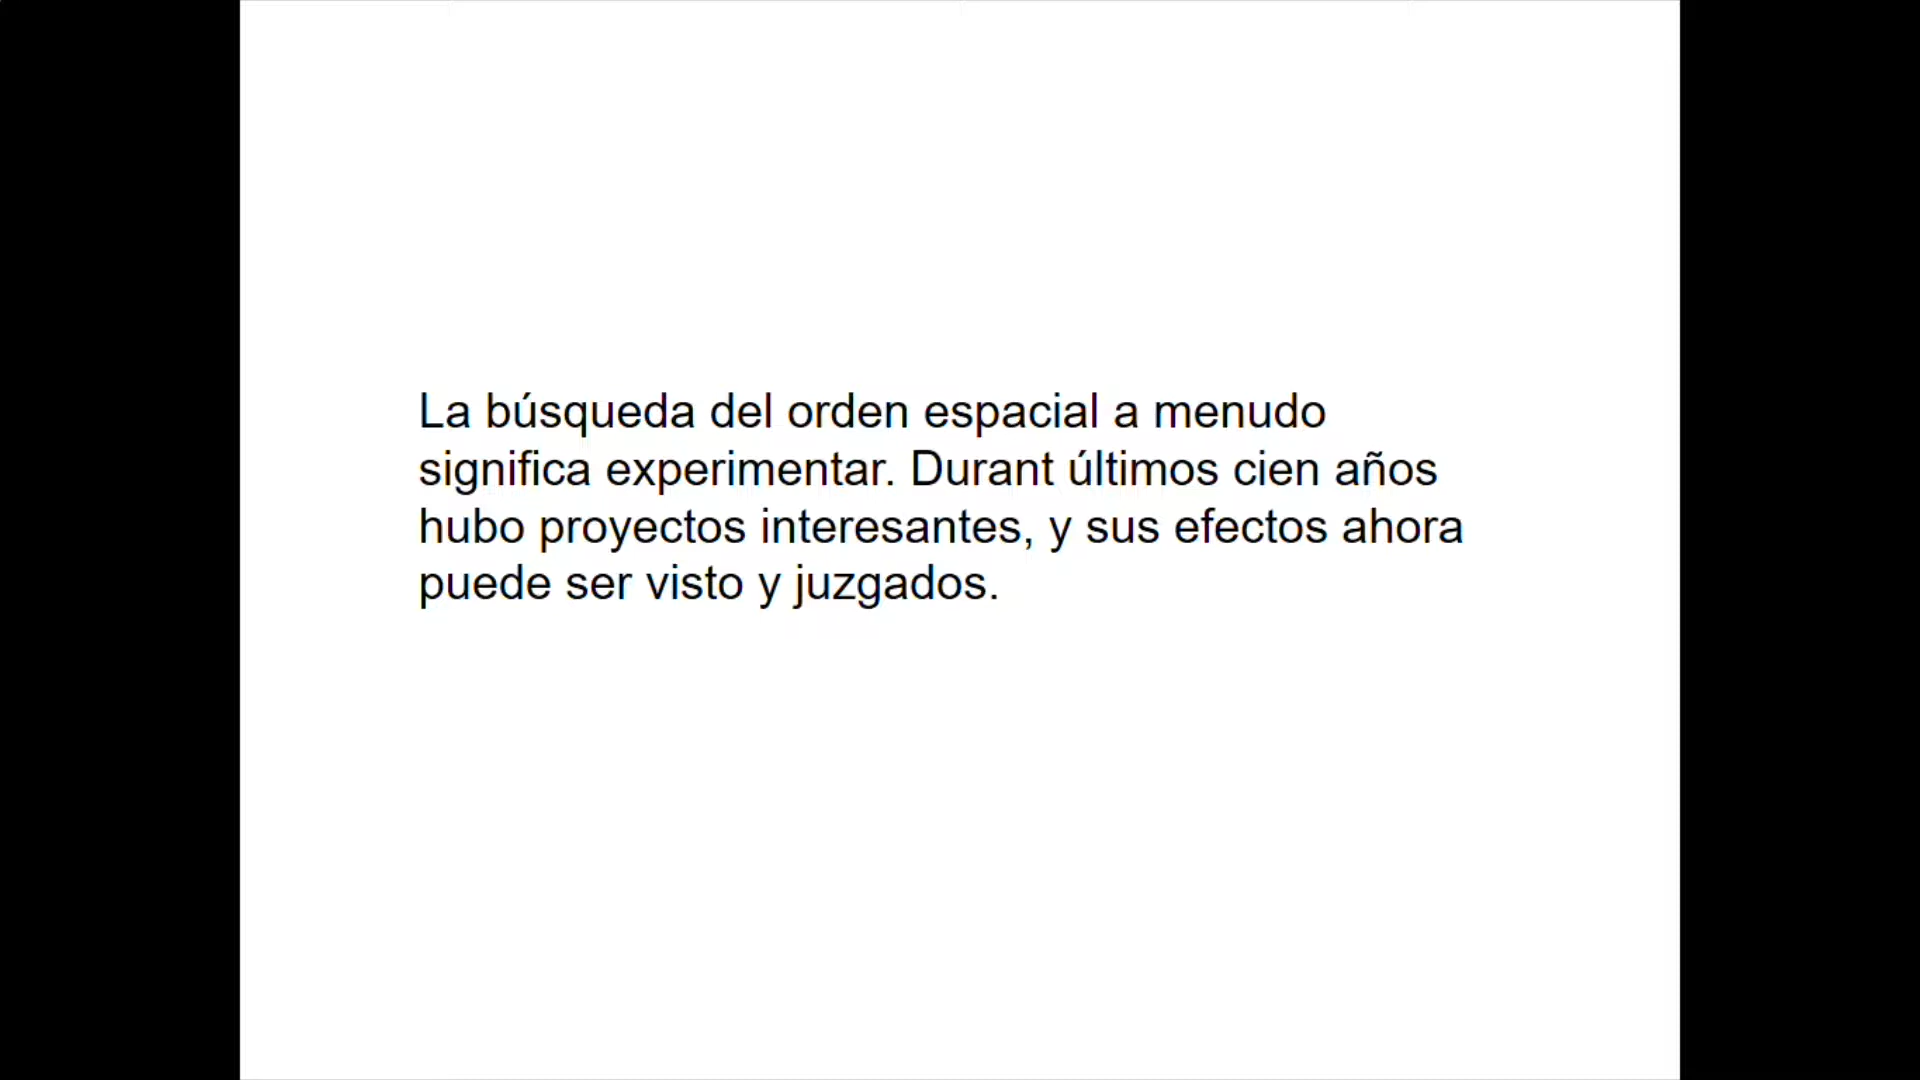 La búsqueda del orden espacial a menudo
significa experimentar. Durant últimos cien años
hubo proyectos interesantes, y sus efectos ahora
puede ser visto y juzgados.